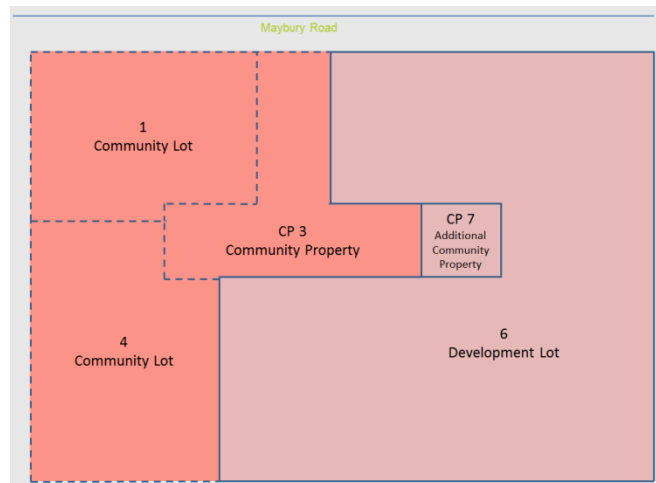 Maybury Road
1
Community Lot
CP 3
Community Property
CP 7
Additional
Community
Property
4
Community Lot
6
Development Lot